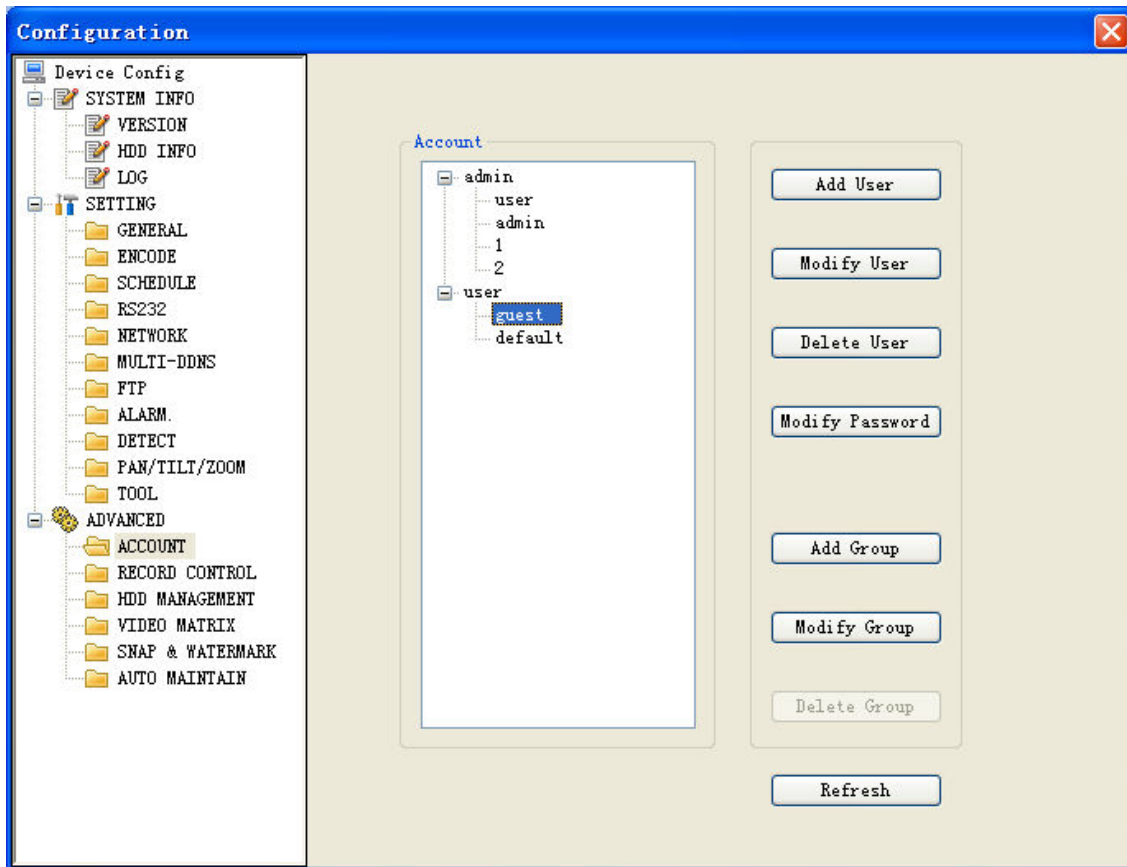 Configuration
Device Config
SYSTEM INFO
VERSION
HDD INFO
LOG
SETTING
GENERAL
ENCODE
SCHEDULE
RS232
NETWORK
MULTI-DDNS
FTP
ALARM.
DETECT
PAN/TILT/ZOOM
TOOL
ADVANCED
ACCOUNT
RECORD CONTROL
HDD MANAGEMENT
VIDEO MATRIX
SNAP & WATERMARK
AUTO MAINTAIN
Account
admin
user
admin
1
2
user
guest
default
Add User
Modify User
Delete User
Modify Password
Add Group
Modify Group
Delete Group
Refresh